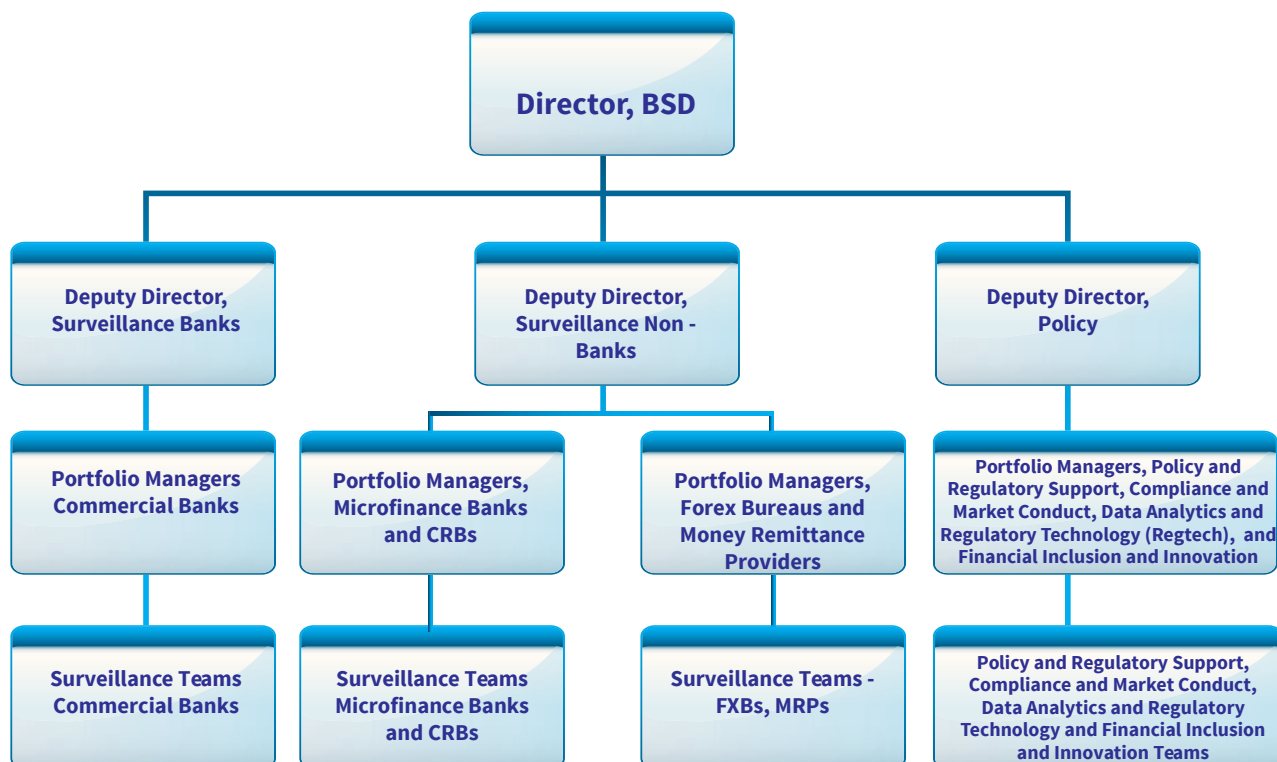 Director, BSD
Deputy Director,
Surveillance Banks
Deputy Director,
Surveillance Non -
Banks
Deputy Director,
Policy
Portfolio Managers
Commercial Banks
Portfolio Managers,
Microfinance Banks
and CRBs
Portfolio Managers,
Forex Bureaus and
Money Remittance
Providers
Portfolio Managers, Policy and
Regulatory Support, Compliance and
Market Conduct, Data Analytics and
Regulatory Technology (Regtech), and
Financial Inclusion and Innovation
Surveillance Teams
Commercial Banks
Surveillance Teams
Microfinance Banks
and CRBs
Surveillance Teams -
FXBs, MRPs
Policy and Regulatory Support,
Compliance and Market Conduct,
Data Analytics and Regulatory
Technology and Financial Inclusion
and Innovation Teams